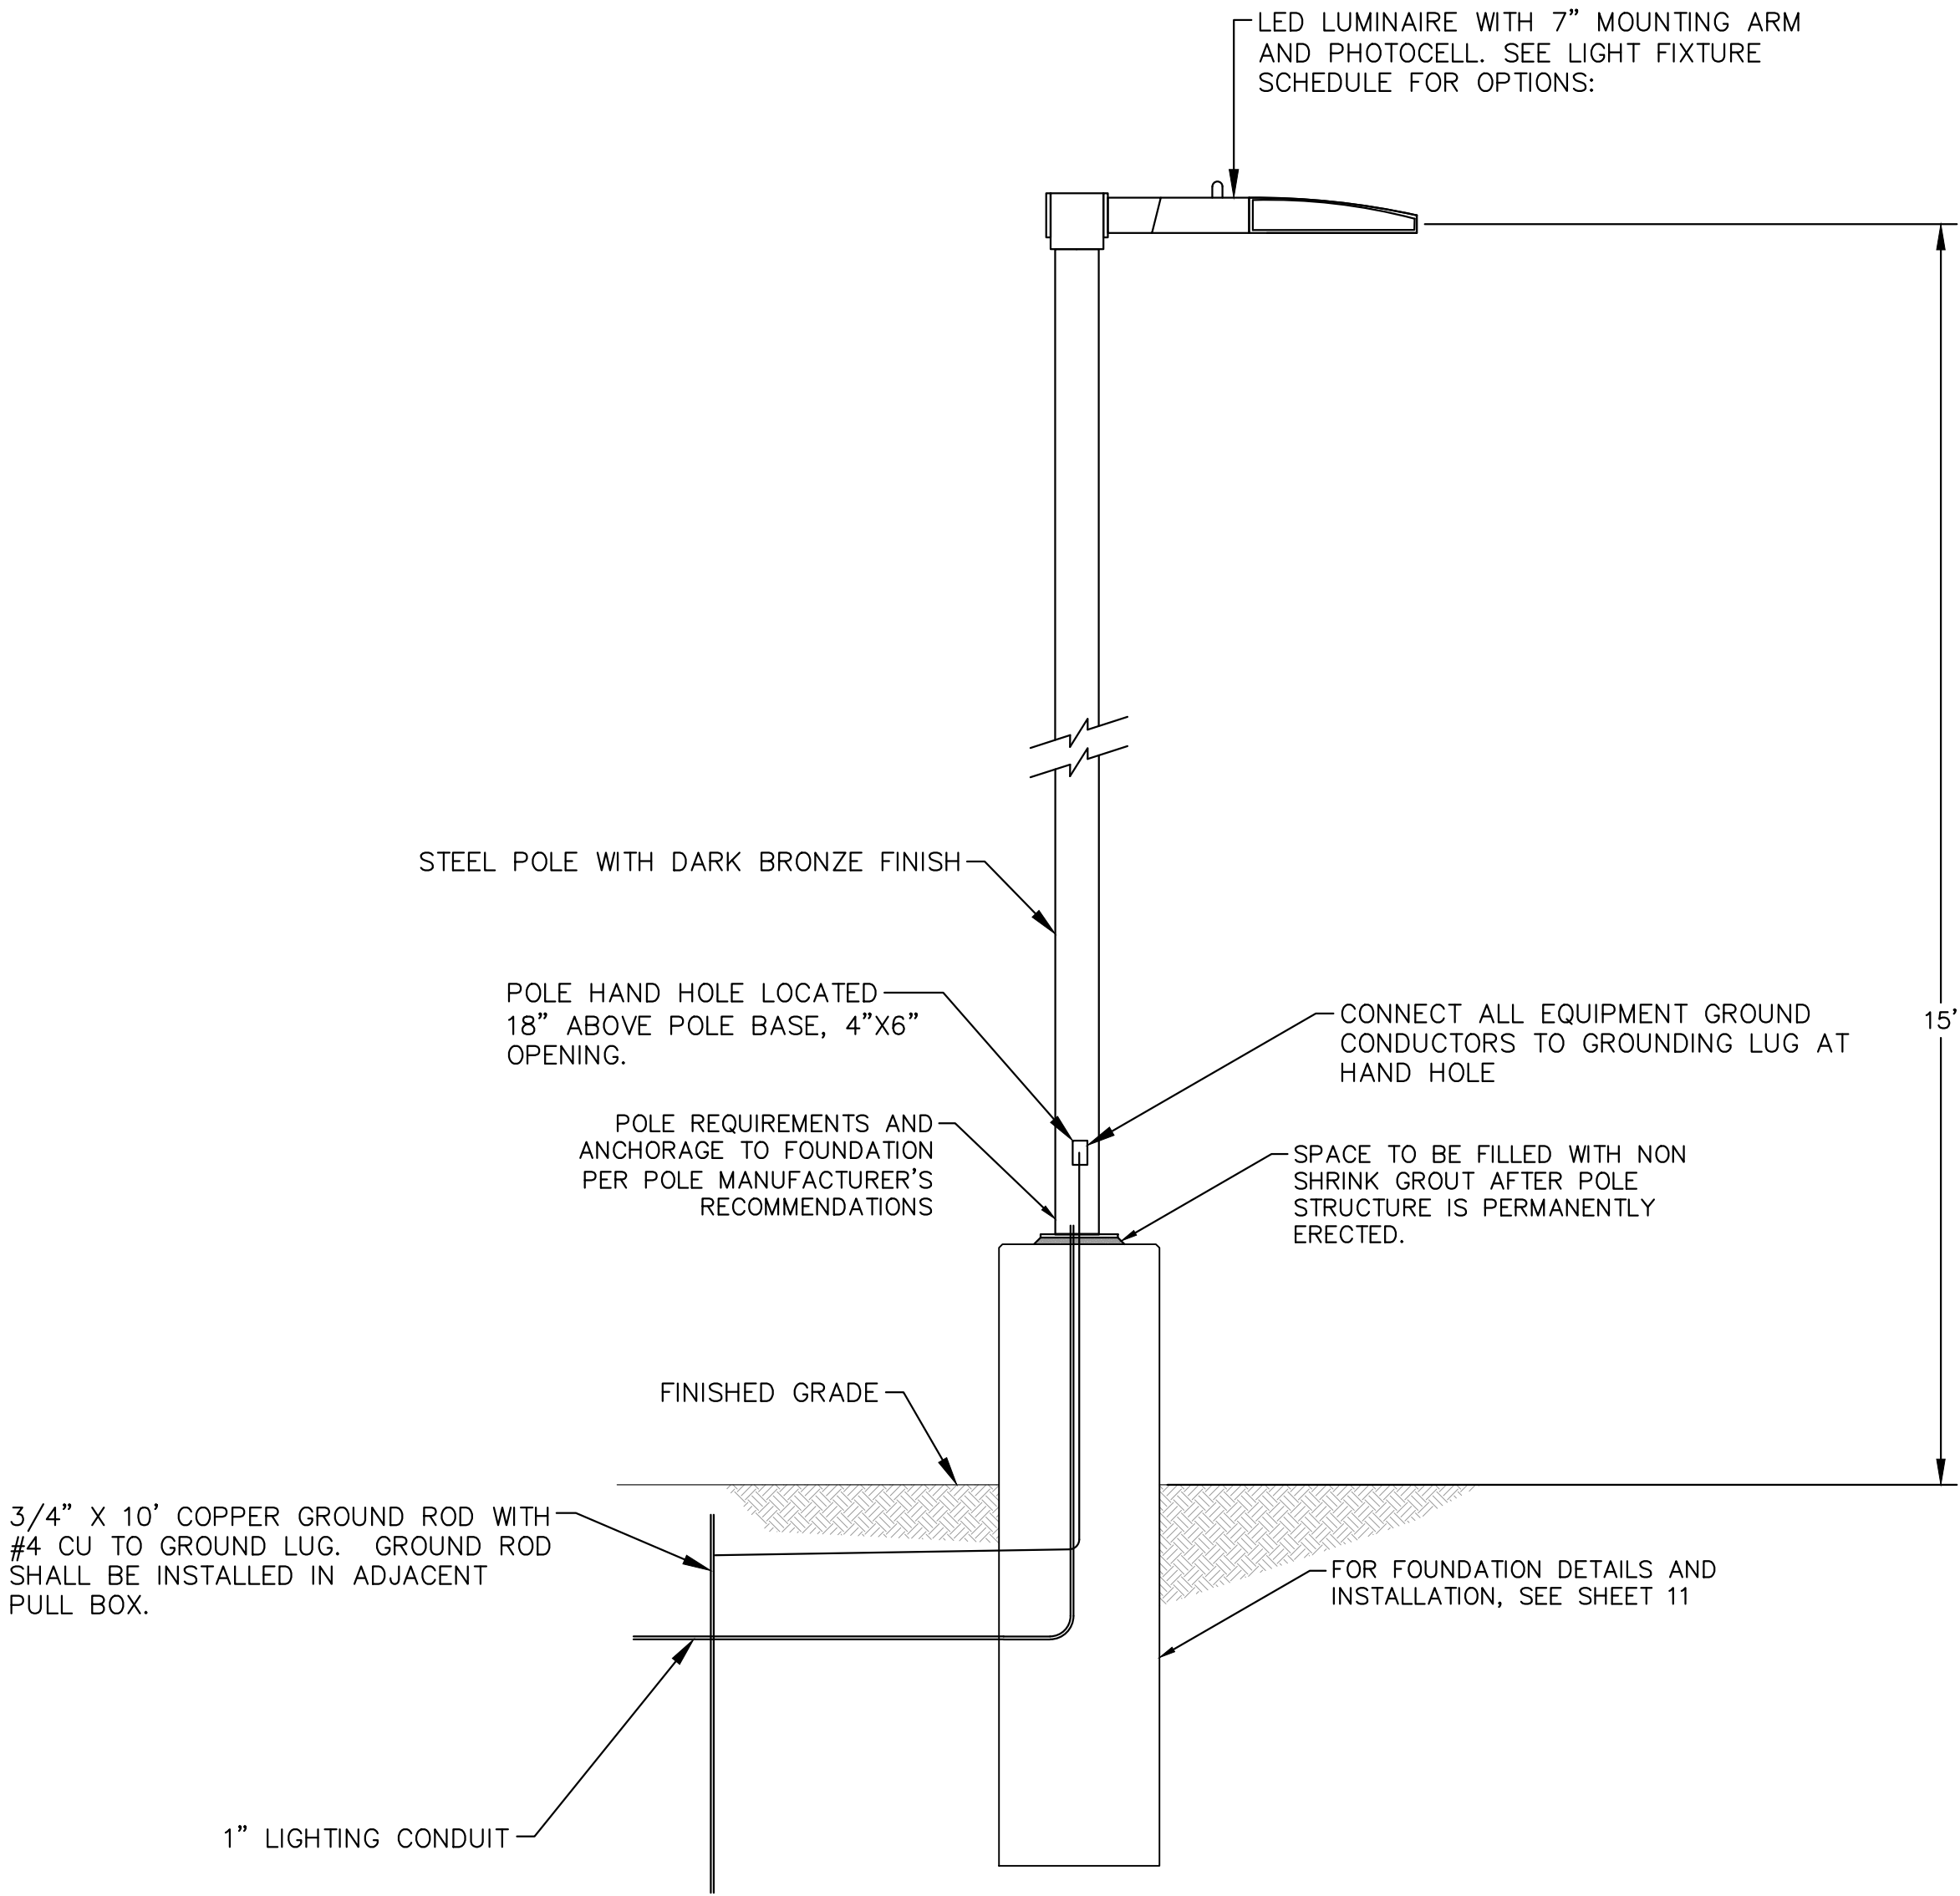 LED LUMINAIRE WITH 7" MOUNTING ARM
AND PHOTOCELL. SEE LIGHT FIXTURE
SCHEDULE FOR OPTIONS:
STEEL POLE WITH DARK BRONZE FINISH
POLE HAND HOLE LOCATED
18" ABOVE POLE BASE, 4"X6"
OPENING.
CONNECT ALL EQUIPMENT GROUND
CONDUCTORS TO GROUNDING LUG AT
HAND HOLE
15'
POLE REQUIREMENTS AND
ANCHORAGE TO FOUNDATION
PER POLE MANUFACTURER'S
RECOMMENDATIONS
SPACE TO BE FILLED WITH NON
SHRINK GROUT AFTER POLE
STRUCTURE IS PERMANENTLY
ERECTED.
FINISHED GRADE
3/4" X 10' COPPER GROUND ROD WITH
#4 CU TO GROUND LUG. GROUND ROD
SHALL BE INSTALLED IN ADJACENT
PULL BOX.
FOR FOUNDATION DETAILS AND
INSTALLATION, SEE SHEET 11
1" LIGHTING CONDUIT